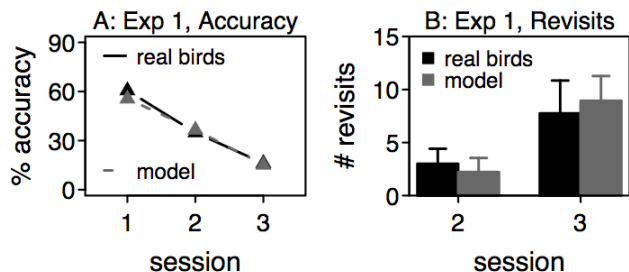 A: Exp 1, Accuracy
% accuracy
90
60
30
0
real birds
model
1 2 3
session
B: Exp 1, Revisits
# revisits
15
10
5
0
real birds
model
2 3
session